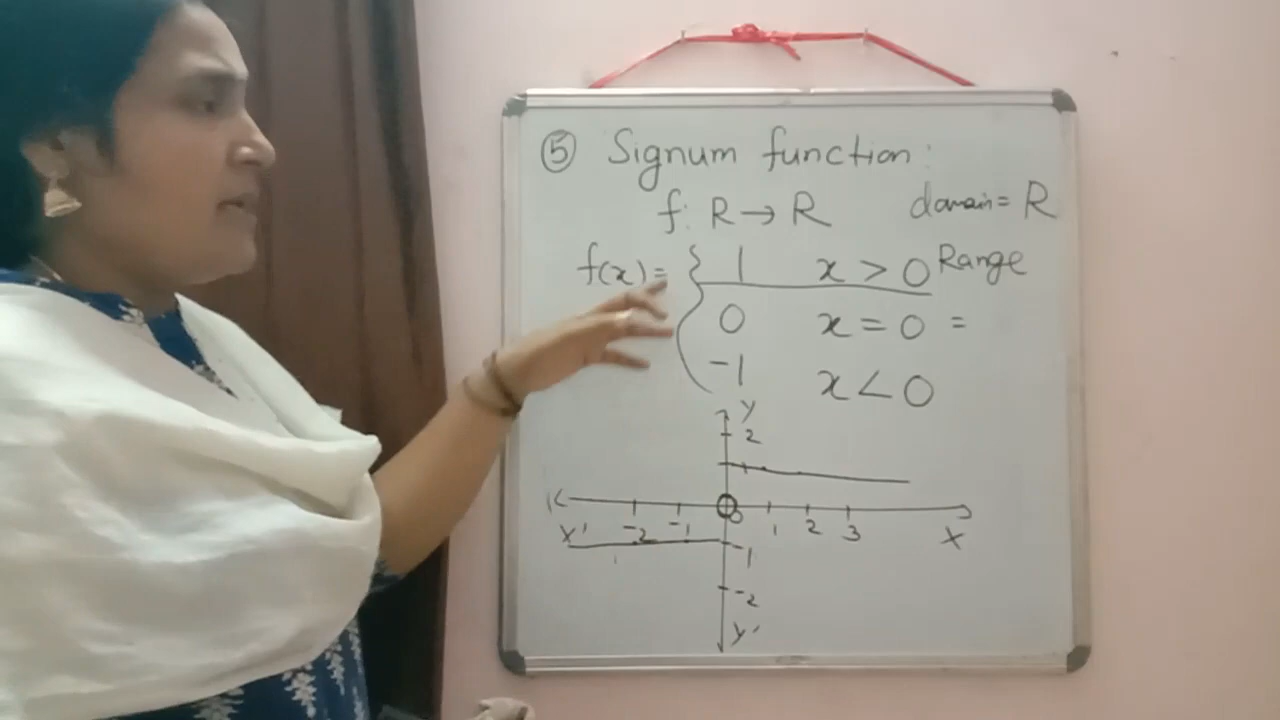 ⑤ Signum function:
f: R → R domain = R
f(x) = { 1 x > 0 Range
0 x = 0 =
-1 x < 0
Y
2
1
X' -2 -1 0 1 2 3 X
-1
-2
Y'